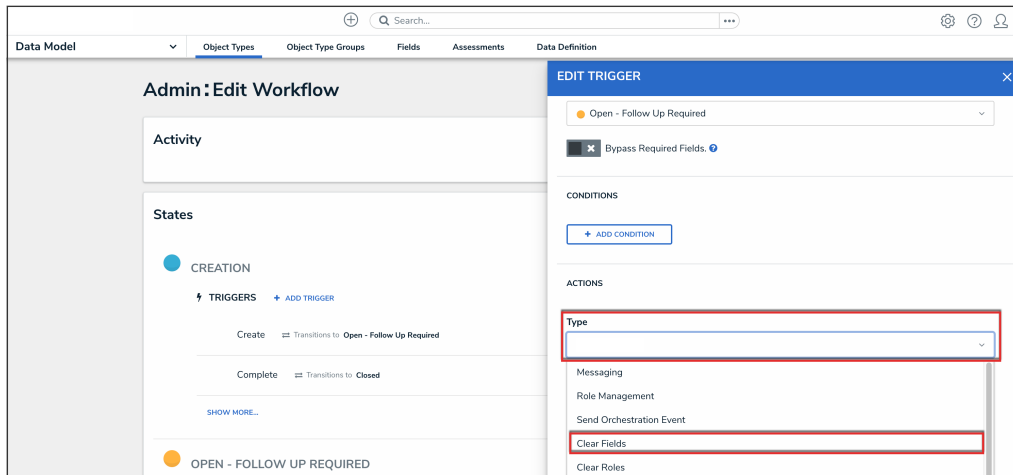 Search...
Data Model
Object Types
Object Type Groups
Fields
Assessments
Data Definition
Admin:Edit Workflow
Activity
States
CREATION
TRIGGERS + ADD TRIGGER
Create Transitions to Open - Follow Up Required
Complete Transitions to Closed
SHOW MORE...
OPEN - FOLLOW UP REQUIRED
EDIT TRIGGER
Open - Follow Up Required
Bypass Required Fields.
CONDITIONS
+ ADD CONDITION
ACTIONS
Type
Messaging
Role Management
Send Orchestration Event
Clear Fields
Clear Roles